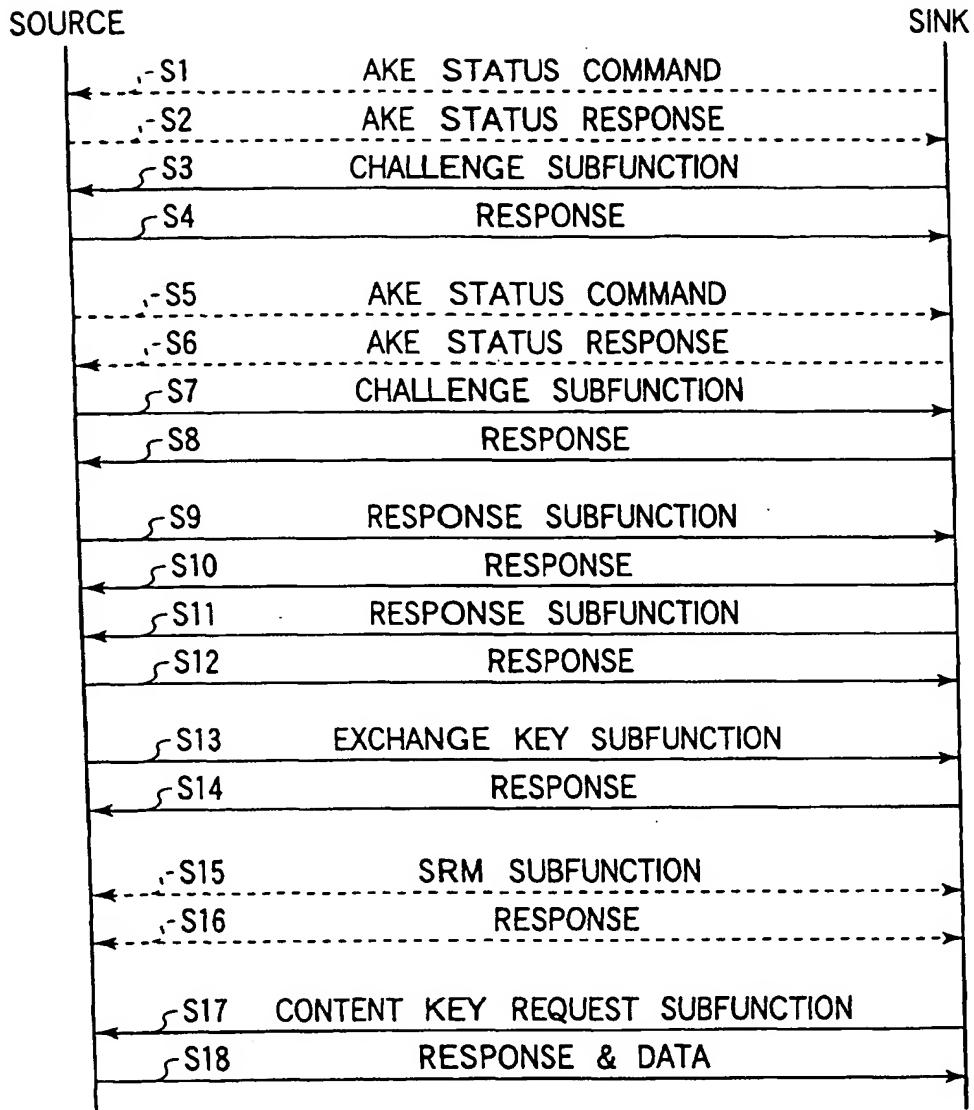 SOURCE SINK
S1 AKE STATUS COMMAND
S2 AKE STATUS RESPONSE
S3 CHALLENGE SUBFUNCTION
S4 RESPONSE
S5 AKE STATUS COMMAND
S6 AKE STATUS RESPONSE
S7 CHALLENGE SUBFUNCTION
S8 RESPONSE
S9 RESPONSE SUBFUNCTION
S10 RESPONSE
S11 RESPONSE SUBFUNCTION
S12 RESPONSE
S13 EXCHANGE KEY SUBFUNCTION
S14 RESPONSE
S15 SRM SUBFUNCTION
S16 RESPONSE
S17 CONTENT KEY REQUEST SUBFUNCTION
S18 RESPONSE & DATA